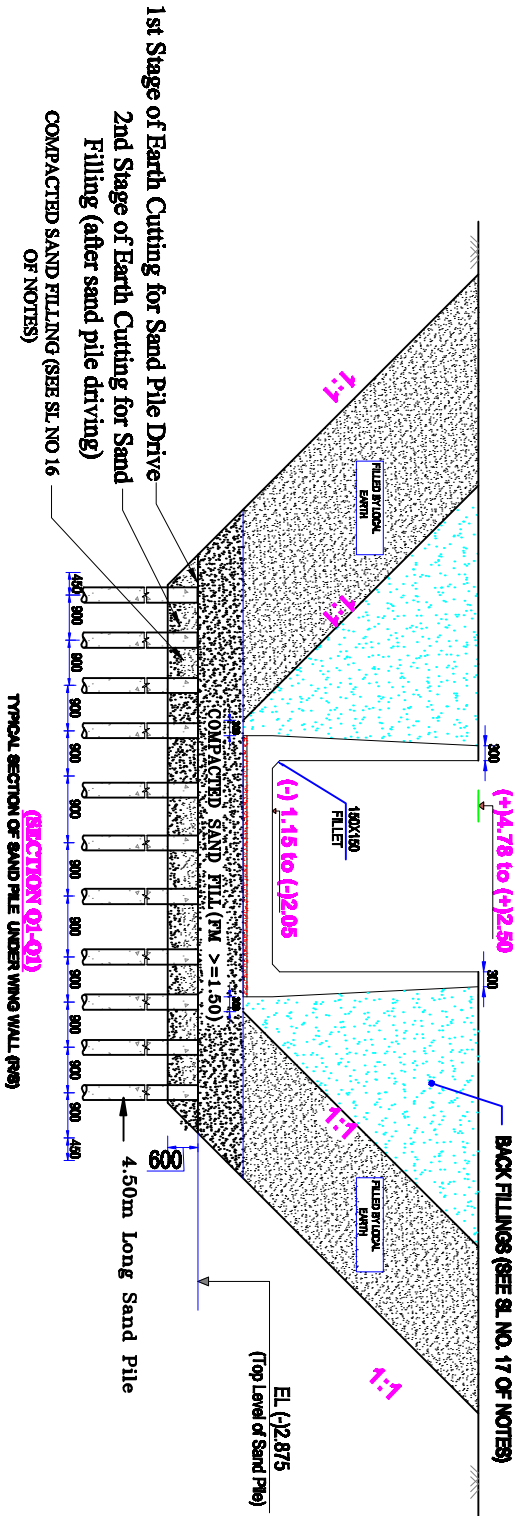 1st Stage of Earth Cutting for Sand Pile Drive
2nd Stage of Earth Cutting for Sand
Filling (after sand pile driving)
COMPACTED SAND FILLING (SEE SL NO 16
OF NOTES)
1:1
FILLED BY LOCAL
EARTH
1:1
300
(+)4.78 to (+)2.50
300
150X150
FILLET
(-) 1.15 to (-)2.05
BACK FILLINGS (SEE SL NO. 17 OF NOTES)
1:1
FILLED BY LOCAL
EARTH
1:1
COMPACTED SAND FILL (FM >=1.50)
450
900
900
900
900
900
900
900
900
900
900
450
600
4.50m Long Sand Pile
EL (-)2.875
(Top Level of Sand Pile)
(SECTION Q1-Q1)
TYPICAL SECTION OF SAND PILE UNDER WING WALL (R/S)